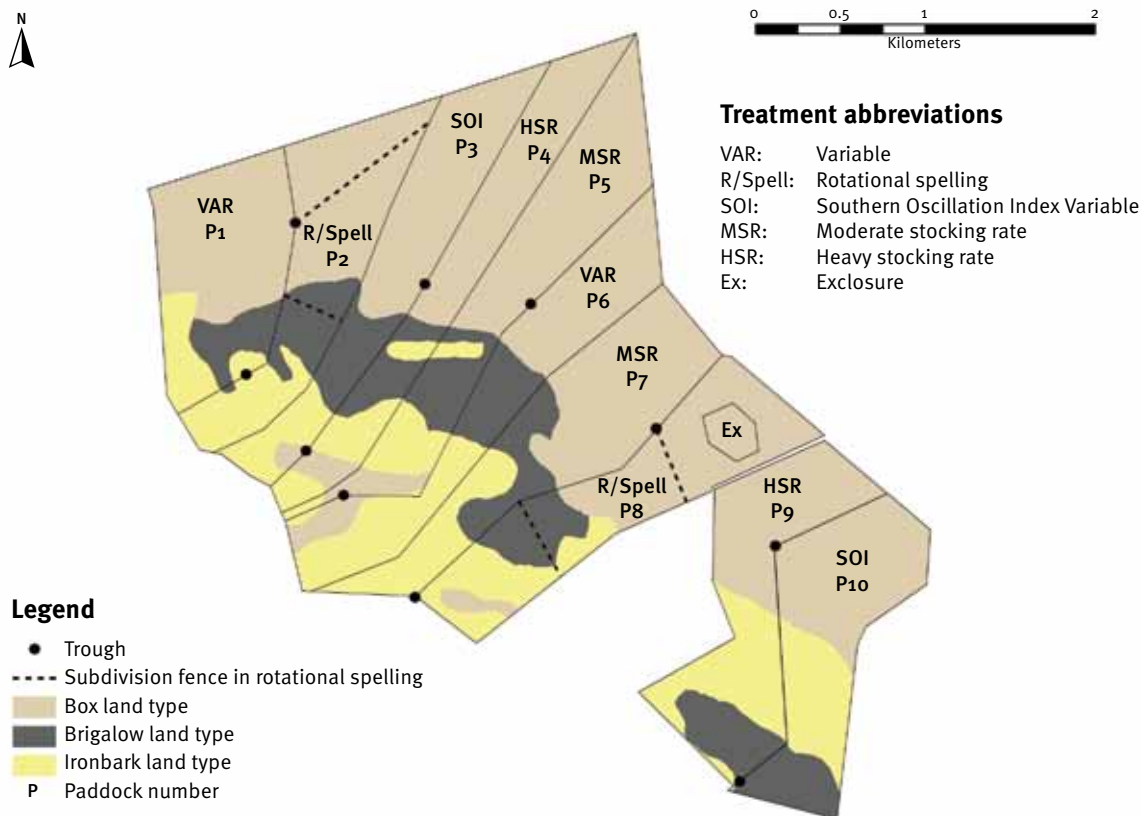 N
0 0.5 1 2
Kilometers
Treatment abbreviations
VAR: Variable
R/Spell: Rotational spelling
SOI: Southern Oscillation Index Variable
MSR: Moderate stocking rate
HSR: Heavy stocking rate
Ex: Exclosure
VAR
P1
R/Spell
P2
SOI
P3
HSR
P4
MSR
P5
VAR
P6
MSR
P7
Ex
R/Spell
P8
HSR
P9
SOI
P10
Legend
Trough
Subdivision fence in rotational spelling
Box land type
Brigalow land type
Ironbark land type
P Paddock number